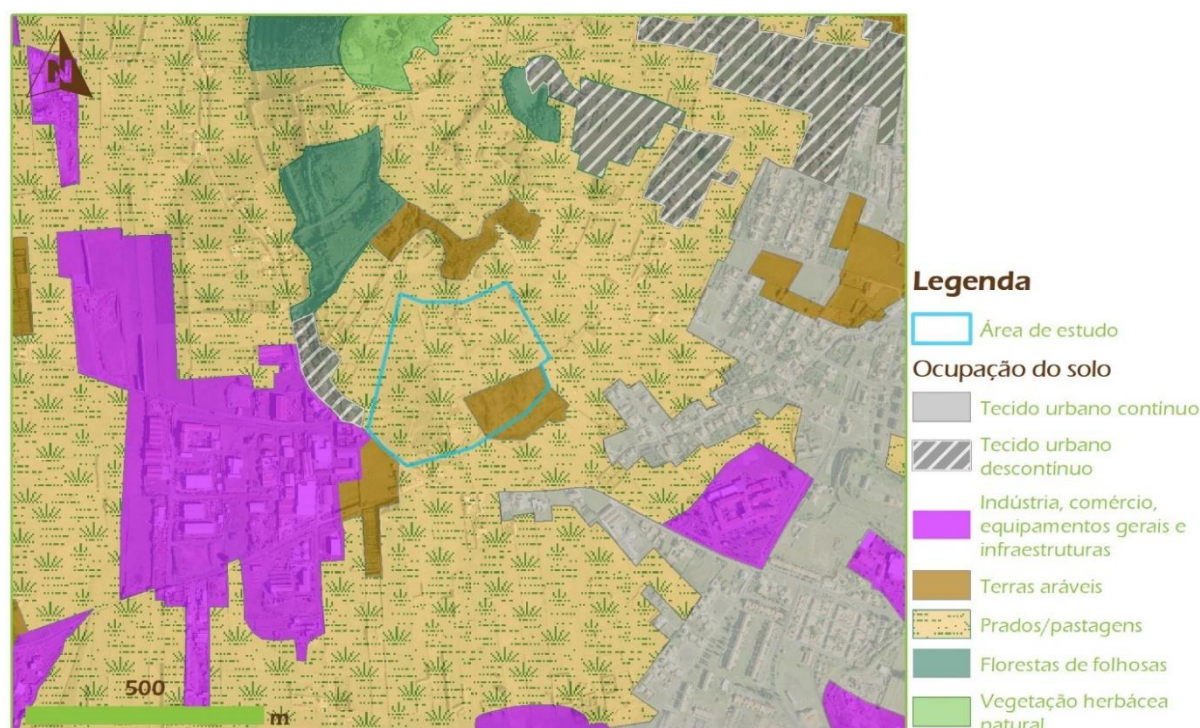 N
Legenda
Área de estudo
Ocupação do solo
Tecido urbano contínuo
Tecido urbano
descontínuo
Indústria, comércio,
equipamentos gerais e
infraestruturas
Terras aráveis
Prados/pastagens
Florestas de folhosas
Vegetação herbácea
natural
500
m